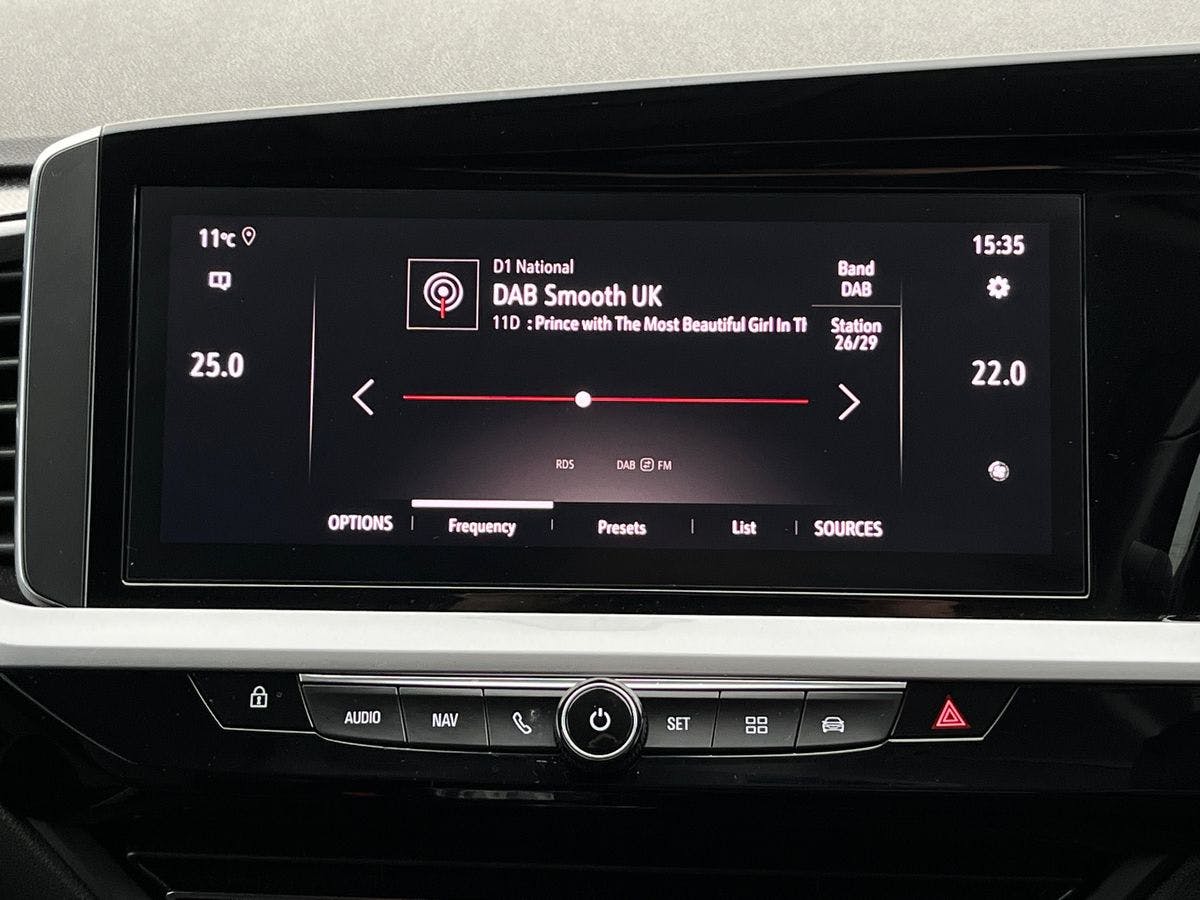 11°C
15:35
D1 National
DAB Smooth UK
11D : Prince with The Most Beautiful Girl In Th
Band
DAB
Station
26/29
25.0
22.0
RDS
DAB FM
OPTIONS
Frequency
Presets
List
SOURCES
AUDIO
NAV
SET